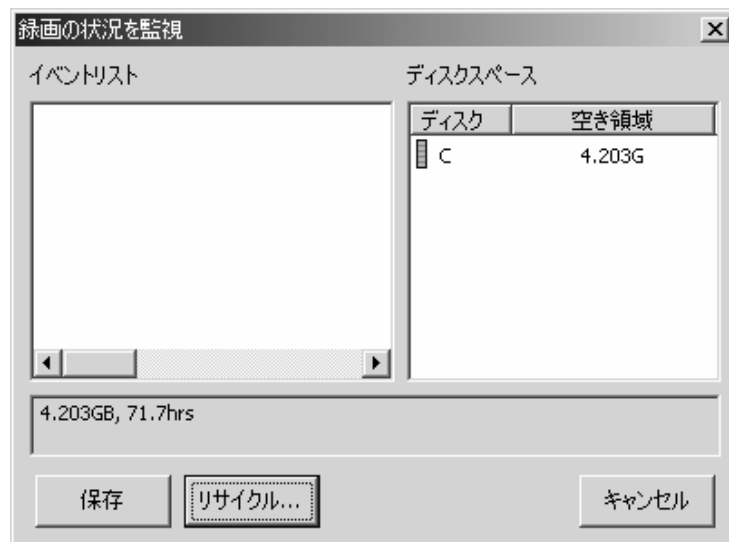 録画の状況を監視
イベントリスト
ディスクスペース
ディスク 空き領域
C 4.203G
4.203GB, 71.7hrs
保存 リサイクル... キャンセル